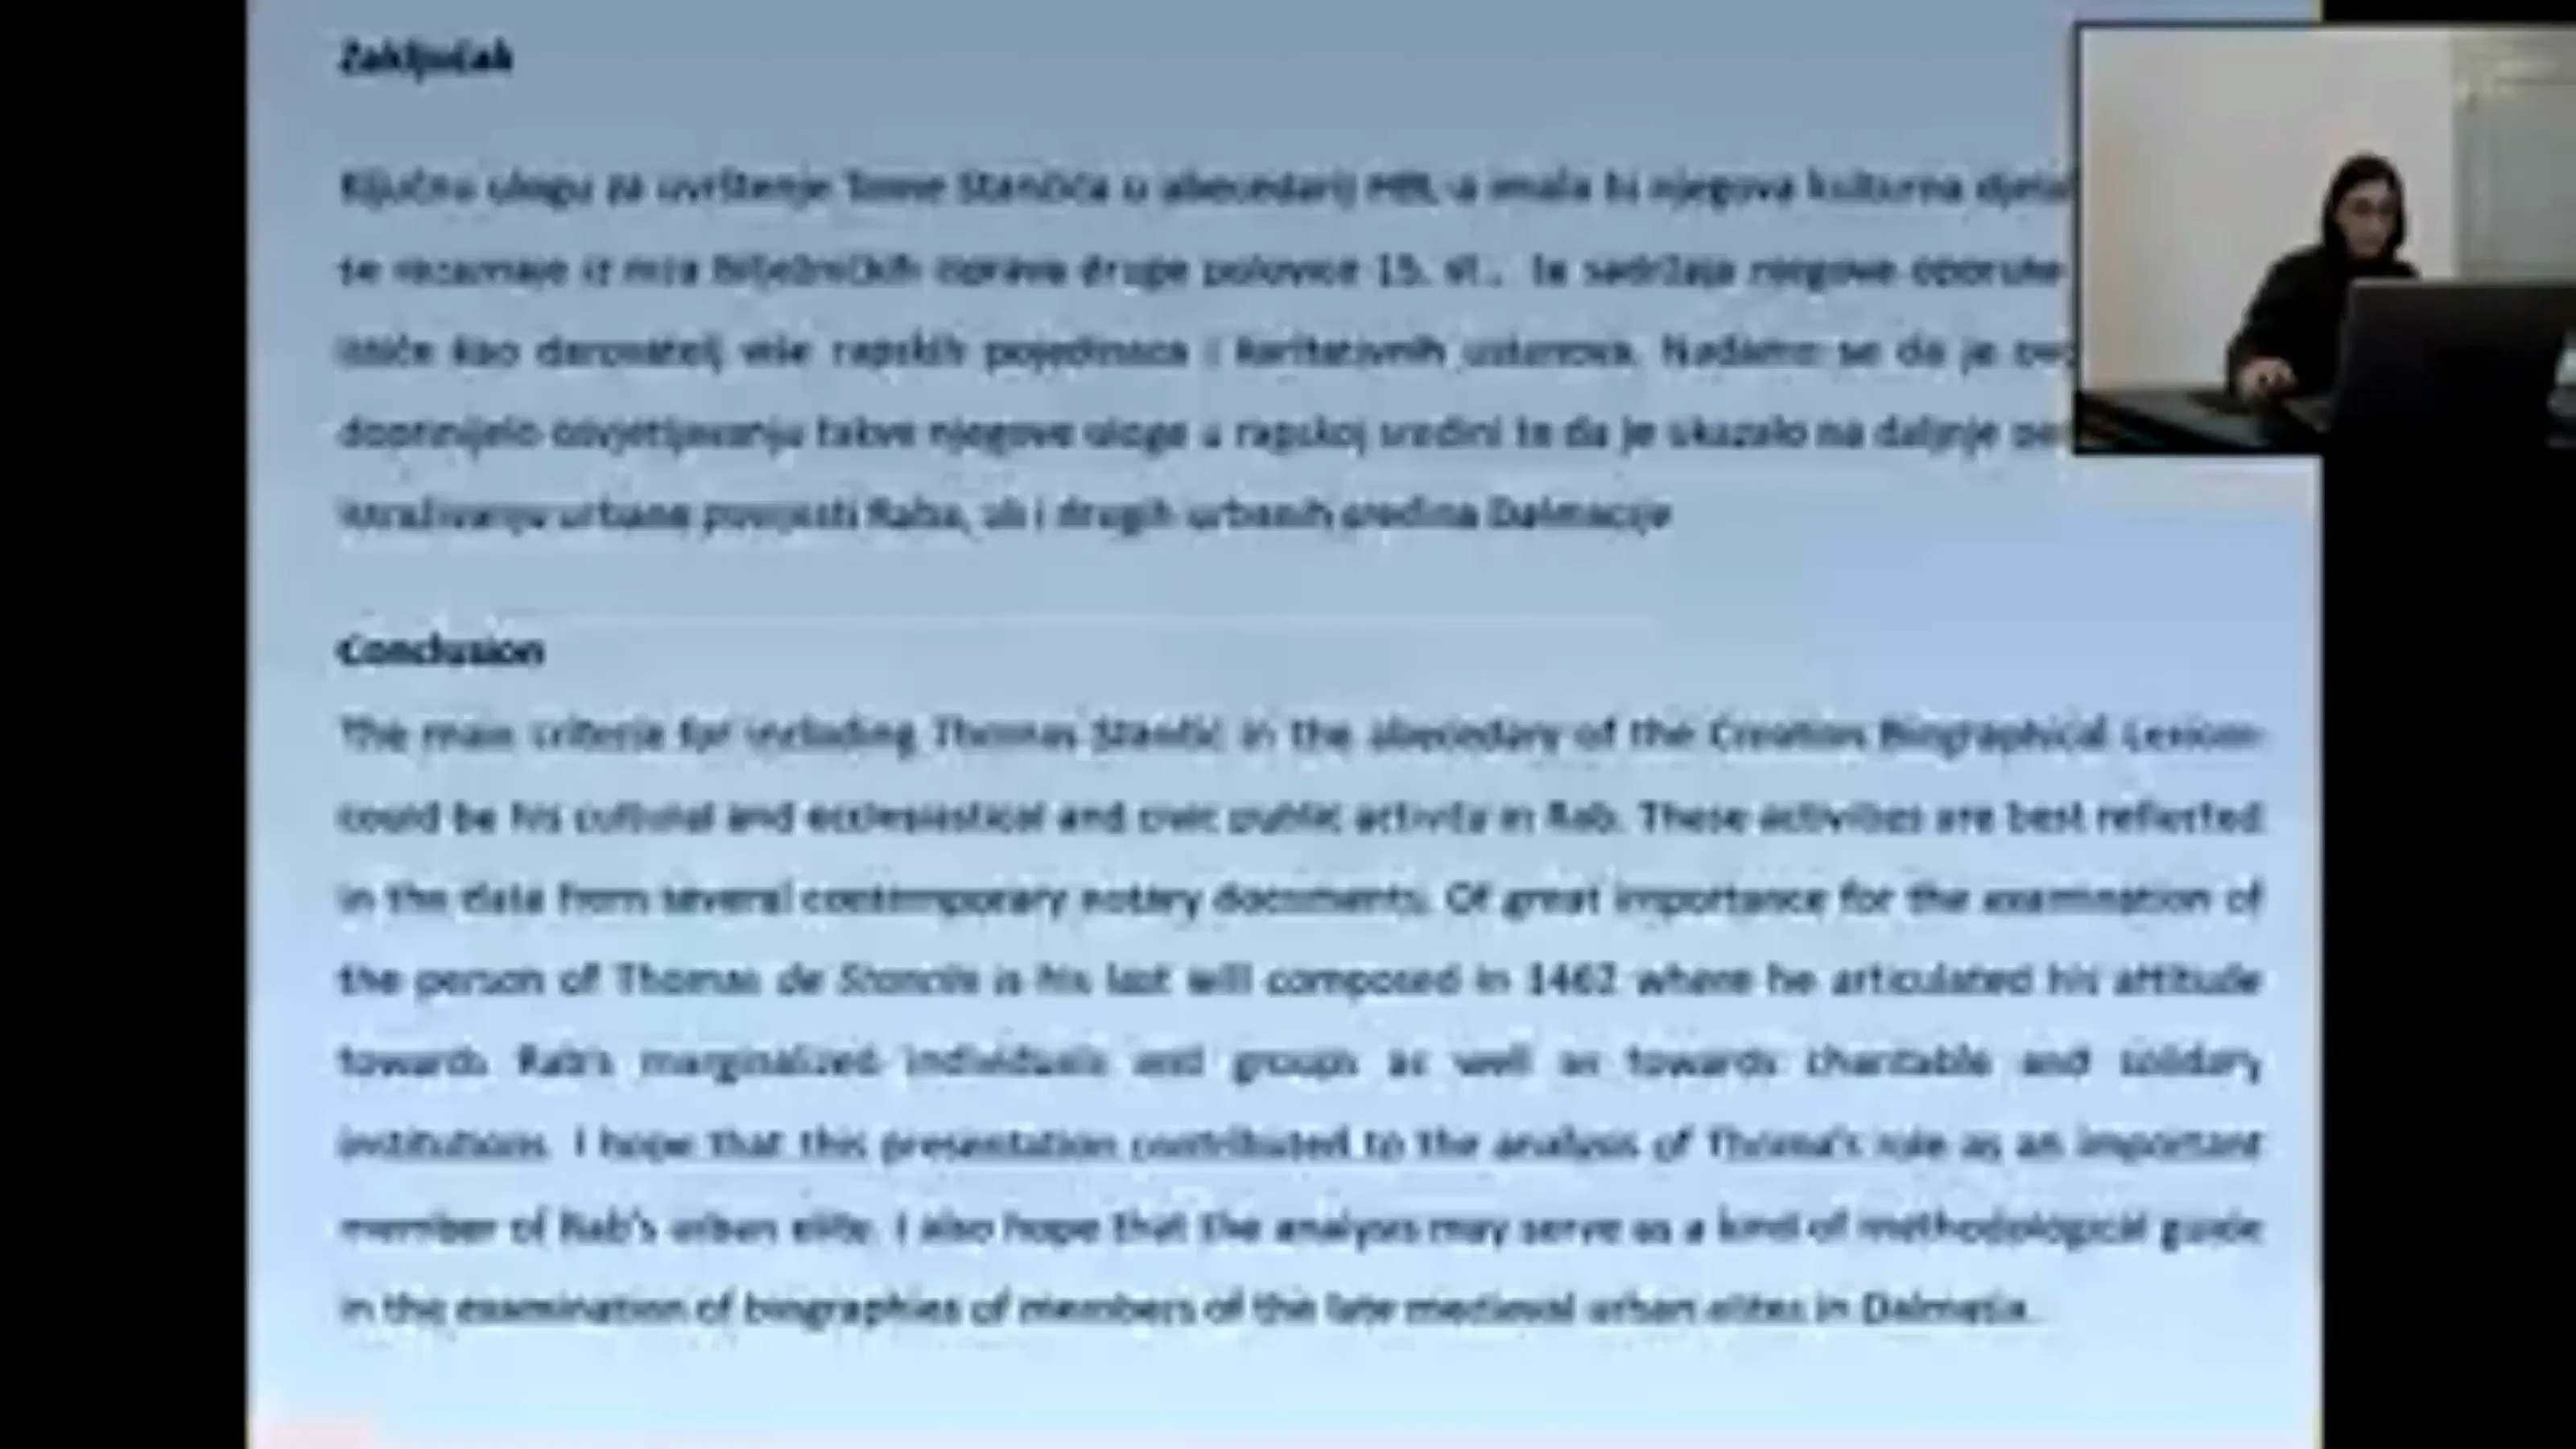 Zaključak
Ključnu ulogu za uvrštenje Tome Stančića u abecedarij HBL-a imala bi njegova kulturna
se razaznaje iz niza bilježničkih isprava druge polovice 15. st., te sadržaja njegove oporuke
ističe kao darovatelj više rapskih pojedinaca i karitativnih ustanova. Nadamo se da je
doprinijelo osvjetljavanju takve njegove uloge u rapskoj sredini te da je ukazalo na daljnje
istraživanju urbane povijesti Raba, ali i drugih urbanih sredina Dalmacije
Conclusion
The main criteria for including Thomas Stančić in the abecedary of the Croatian Biographical Lexicon
could be his cultural and ecclesiastical and civic public activity in Rab. These activities are best reflected
in the data from several contemporary notary documents. Of great importance for the examination of
the person of Thomas de Stanciis is his last will composed in 1462 where he articulated his attitude
towards Rab's marginalized individuals and groups as well as towards charitable and solidary
institutions. I hope that this presentation contributed to the analysis of Thoma's role as an important
member of Rab's urban elite. I also hope that the analysis may serve as a kind of methodological guide
in the examination of biographies of members of the late medieval urban elites in Dalmatia.